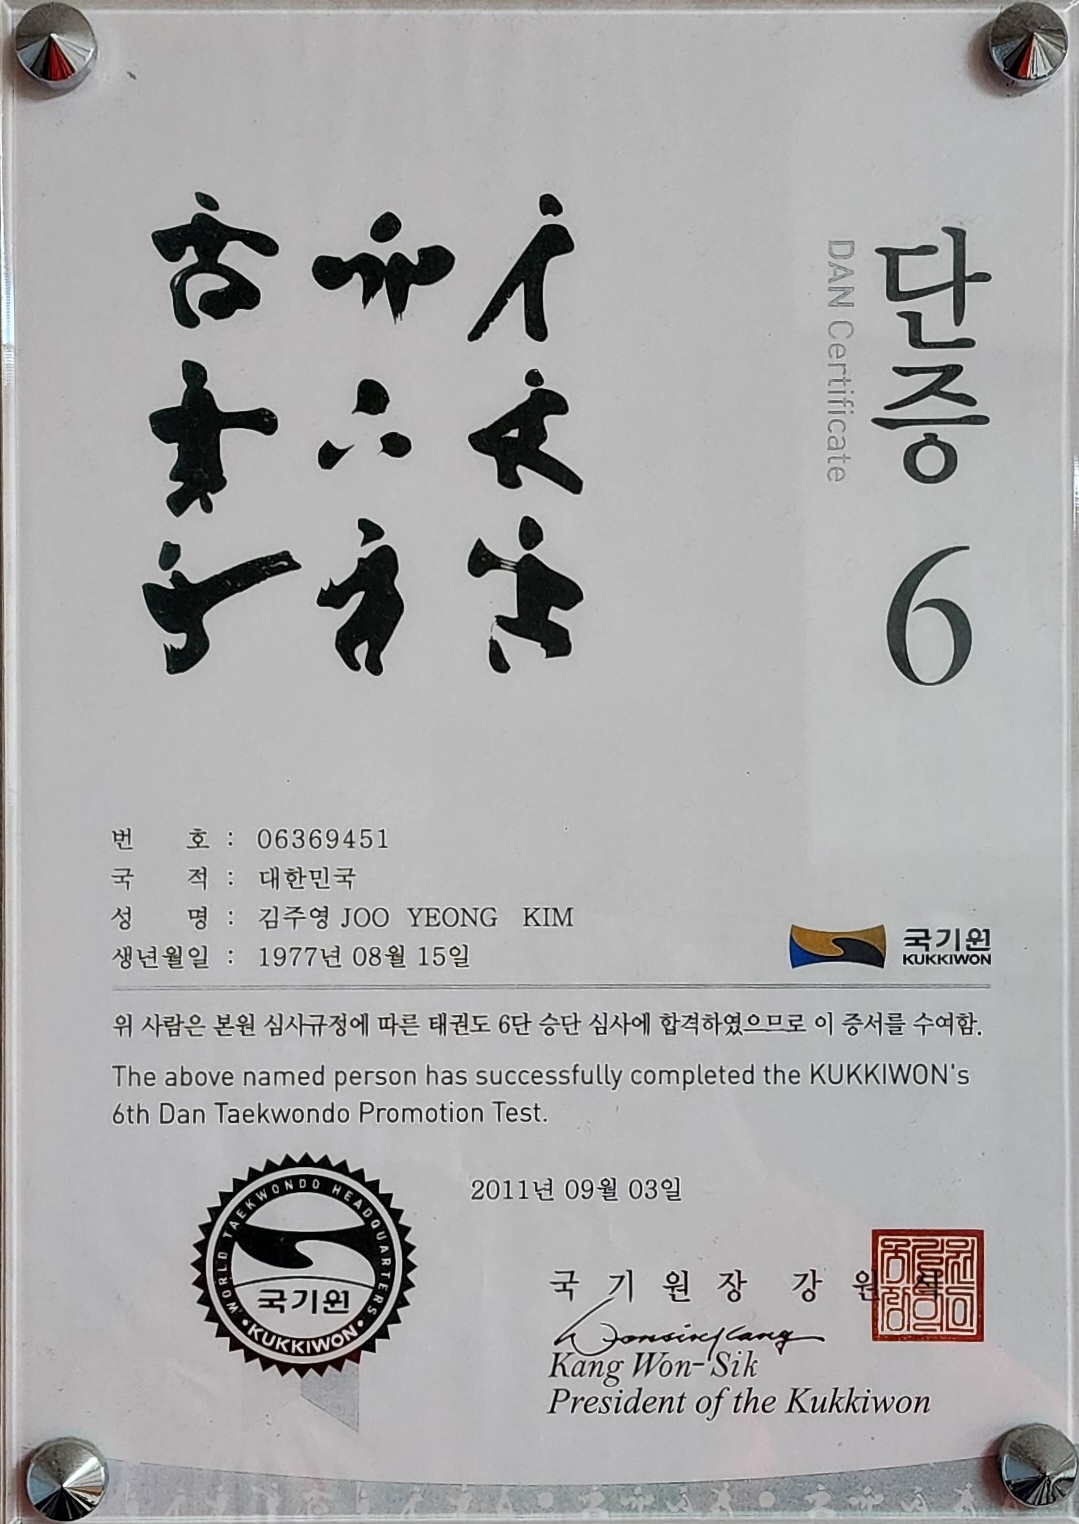 단증 6
DAN Certificate
번 호 : 06369451
국 적 : 대한민국
성 명 : 김주영 JOO YEONG KIM
생년월일 : 1977년 08월 15일
국기원
KUKKIWON
위 사람은 본원 심사규정에 따른 태권도 6단 승단 심사에 합격하였으므로 이 증서를 수여함.
The above named person has successfully completed the KUKKIWON's
6th Dan Taekwondo Promotion Test.
2011년 09월 03일
WORLD TAEKWONDO HEADQUARTERS
국기원
KUKKIWON
국 기 원 장 강 원 식
Kang Won-Sik
President of the Kukkiwon